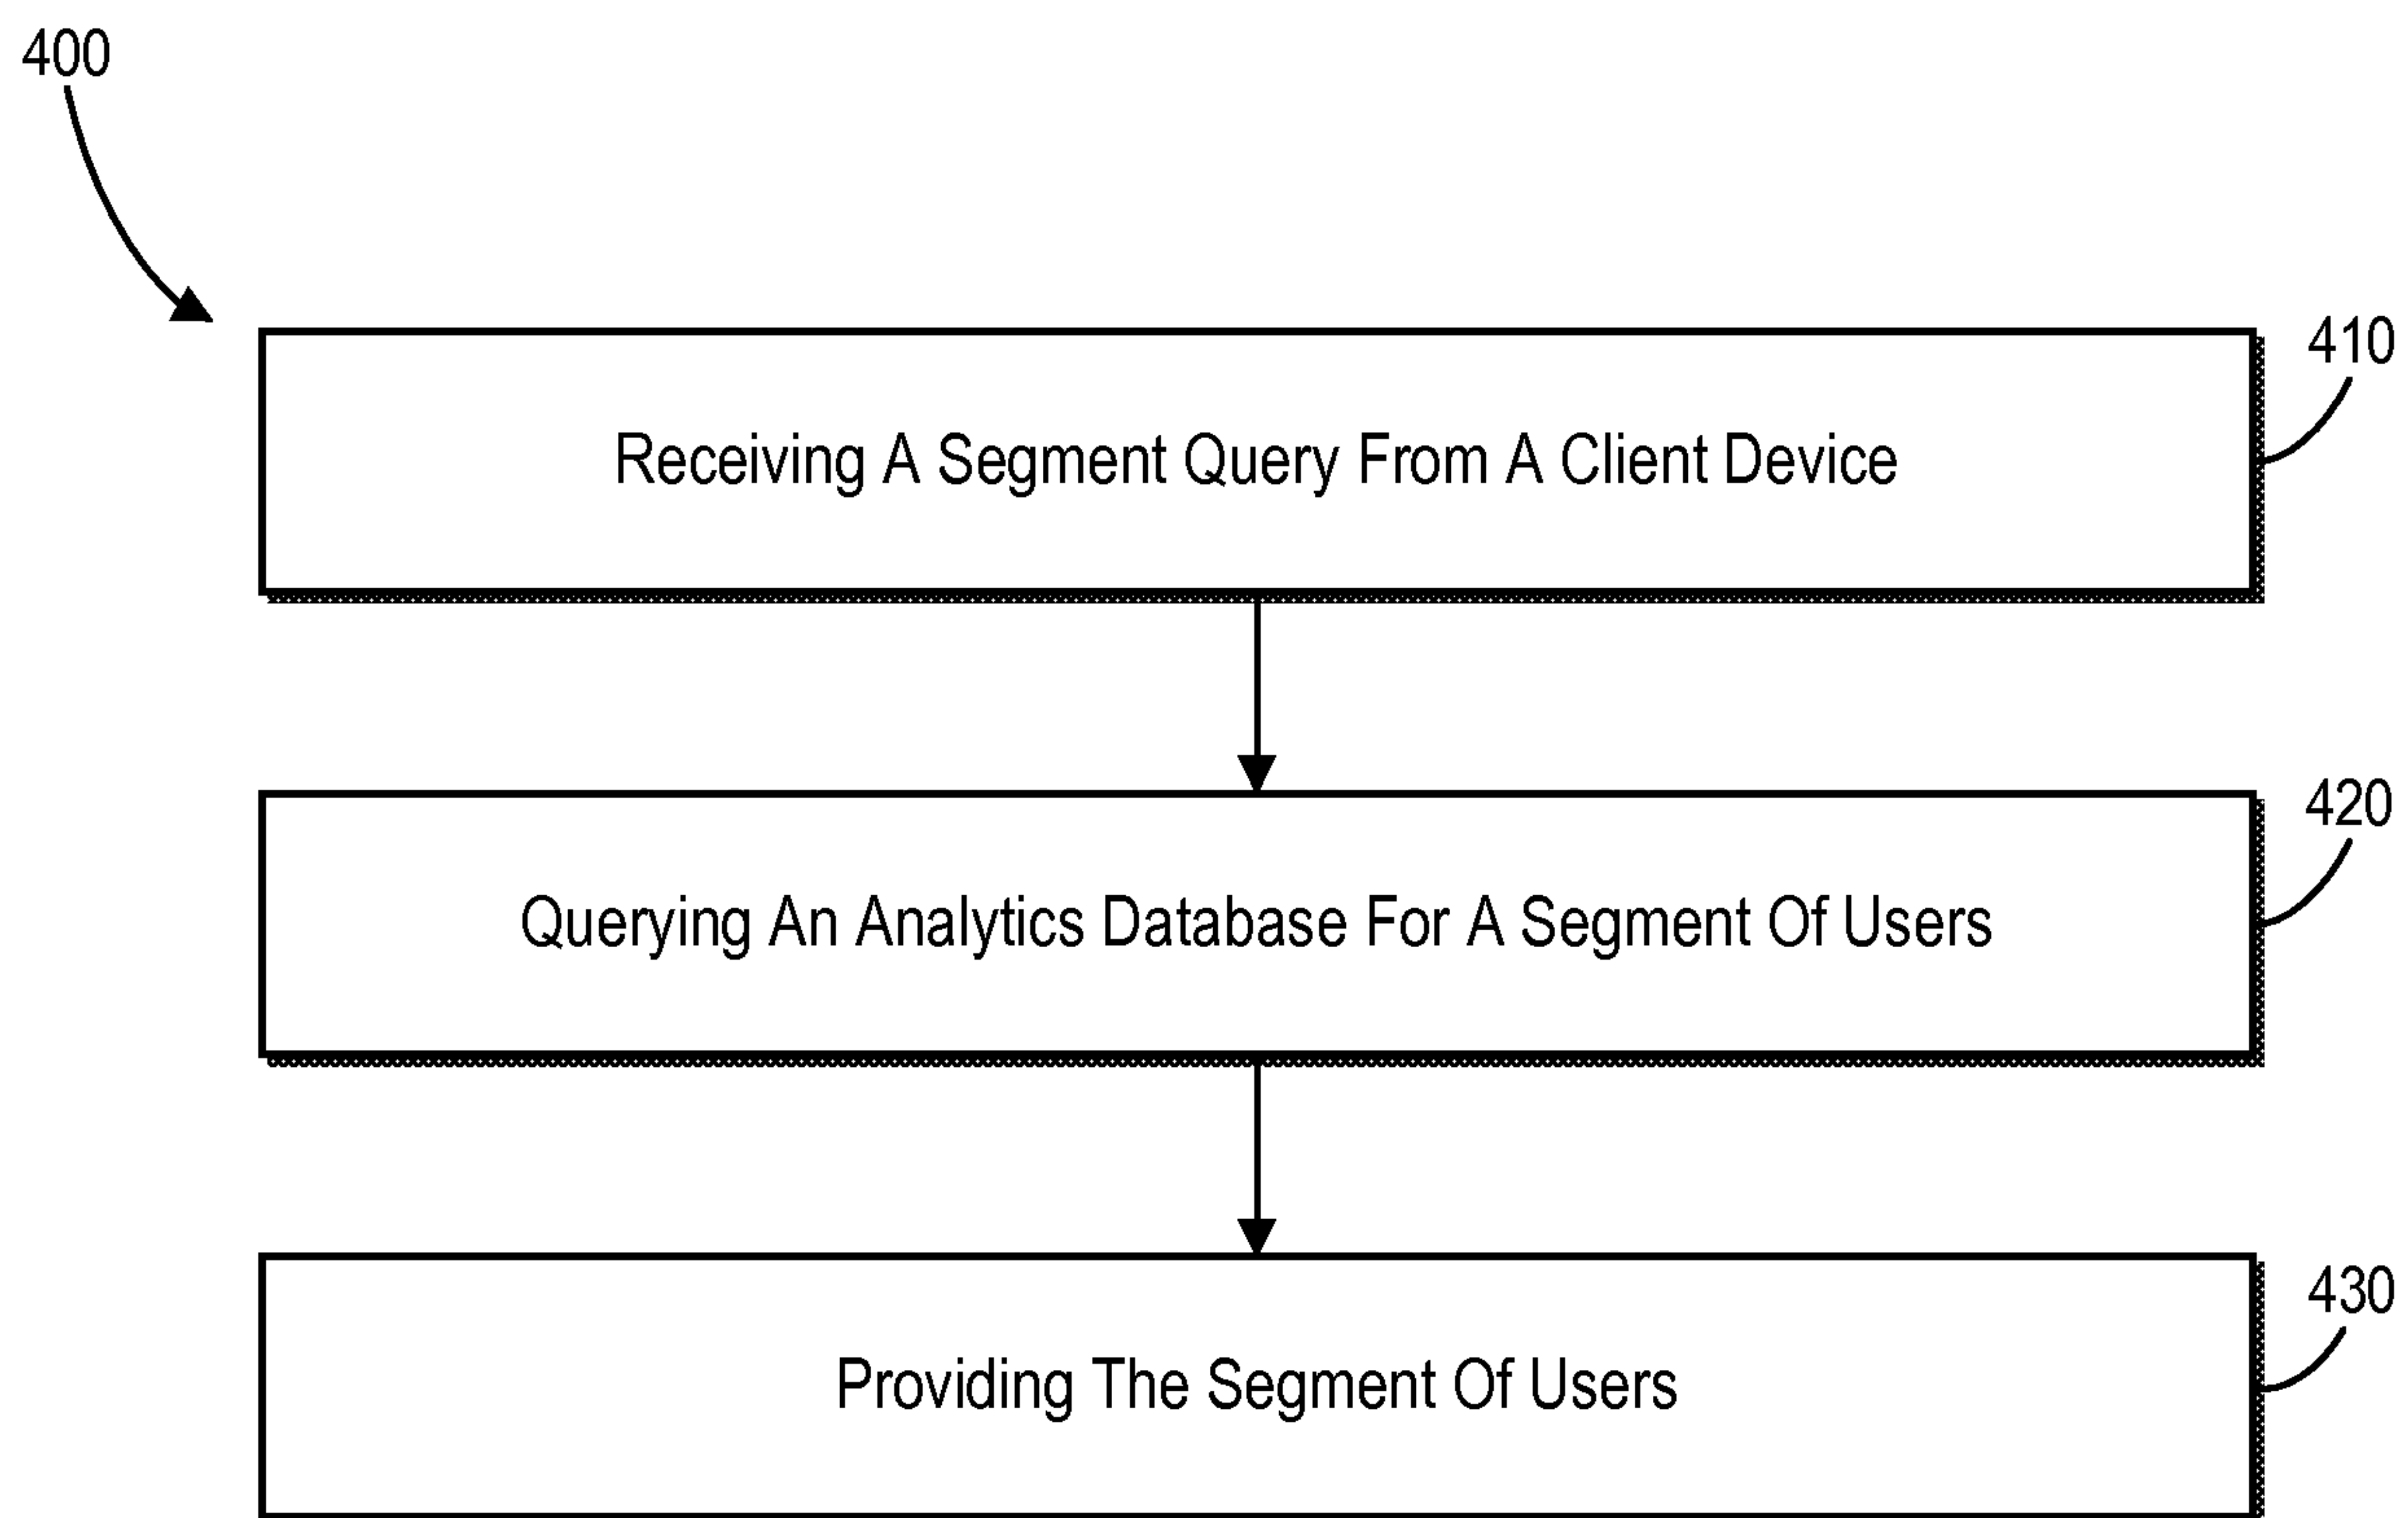 400
410
Receiving A Segment Query From A Client Device
420
Querying An Analytics Database For A Segment Of Users
430
Providing The Segment Of Users